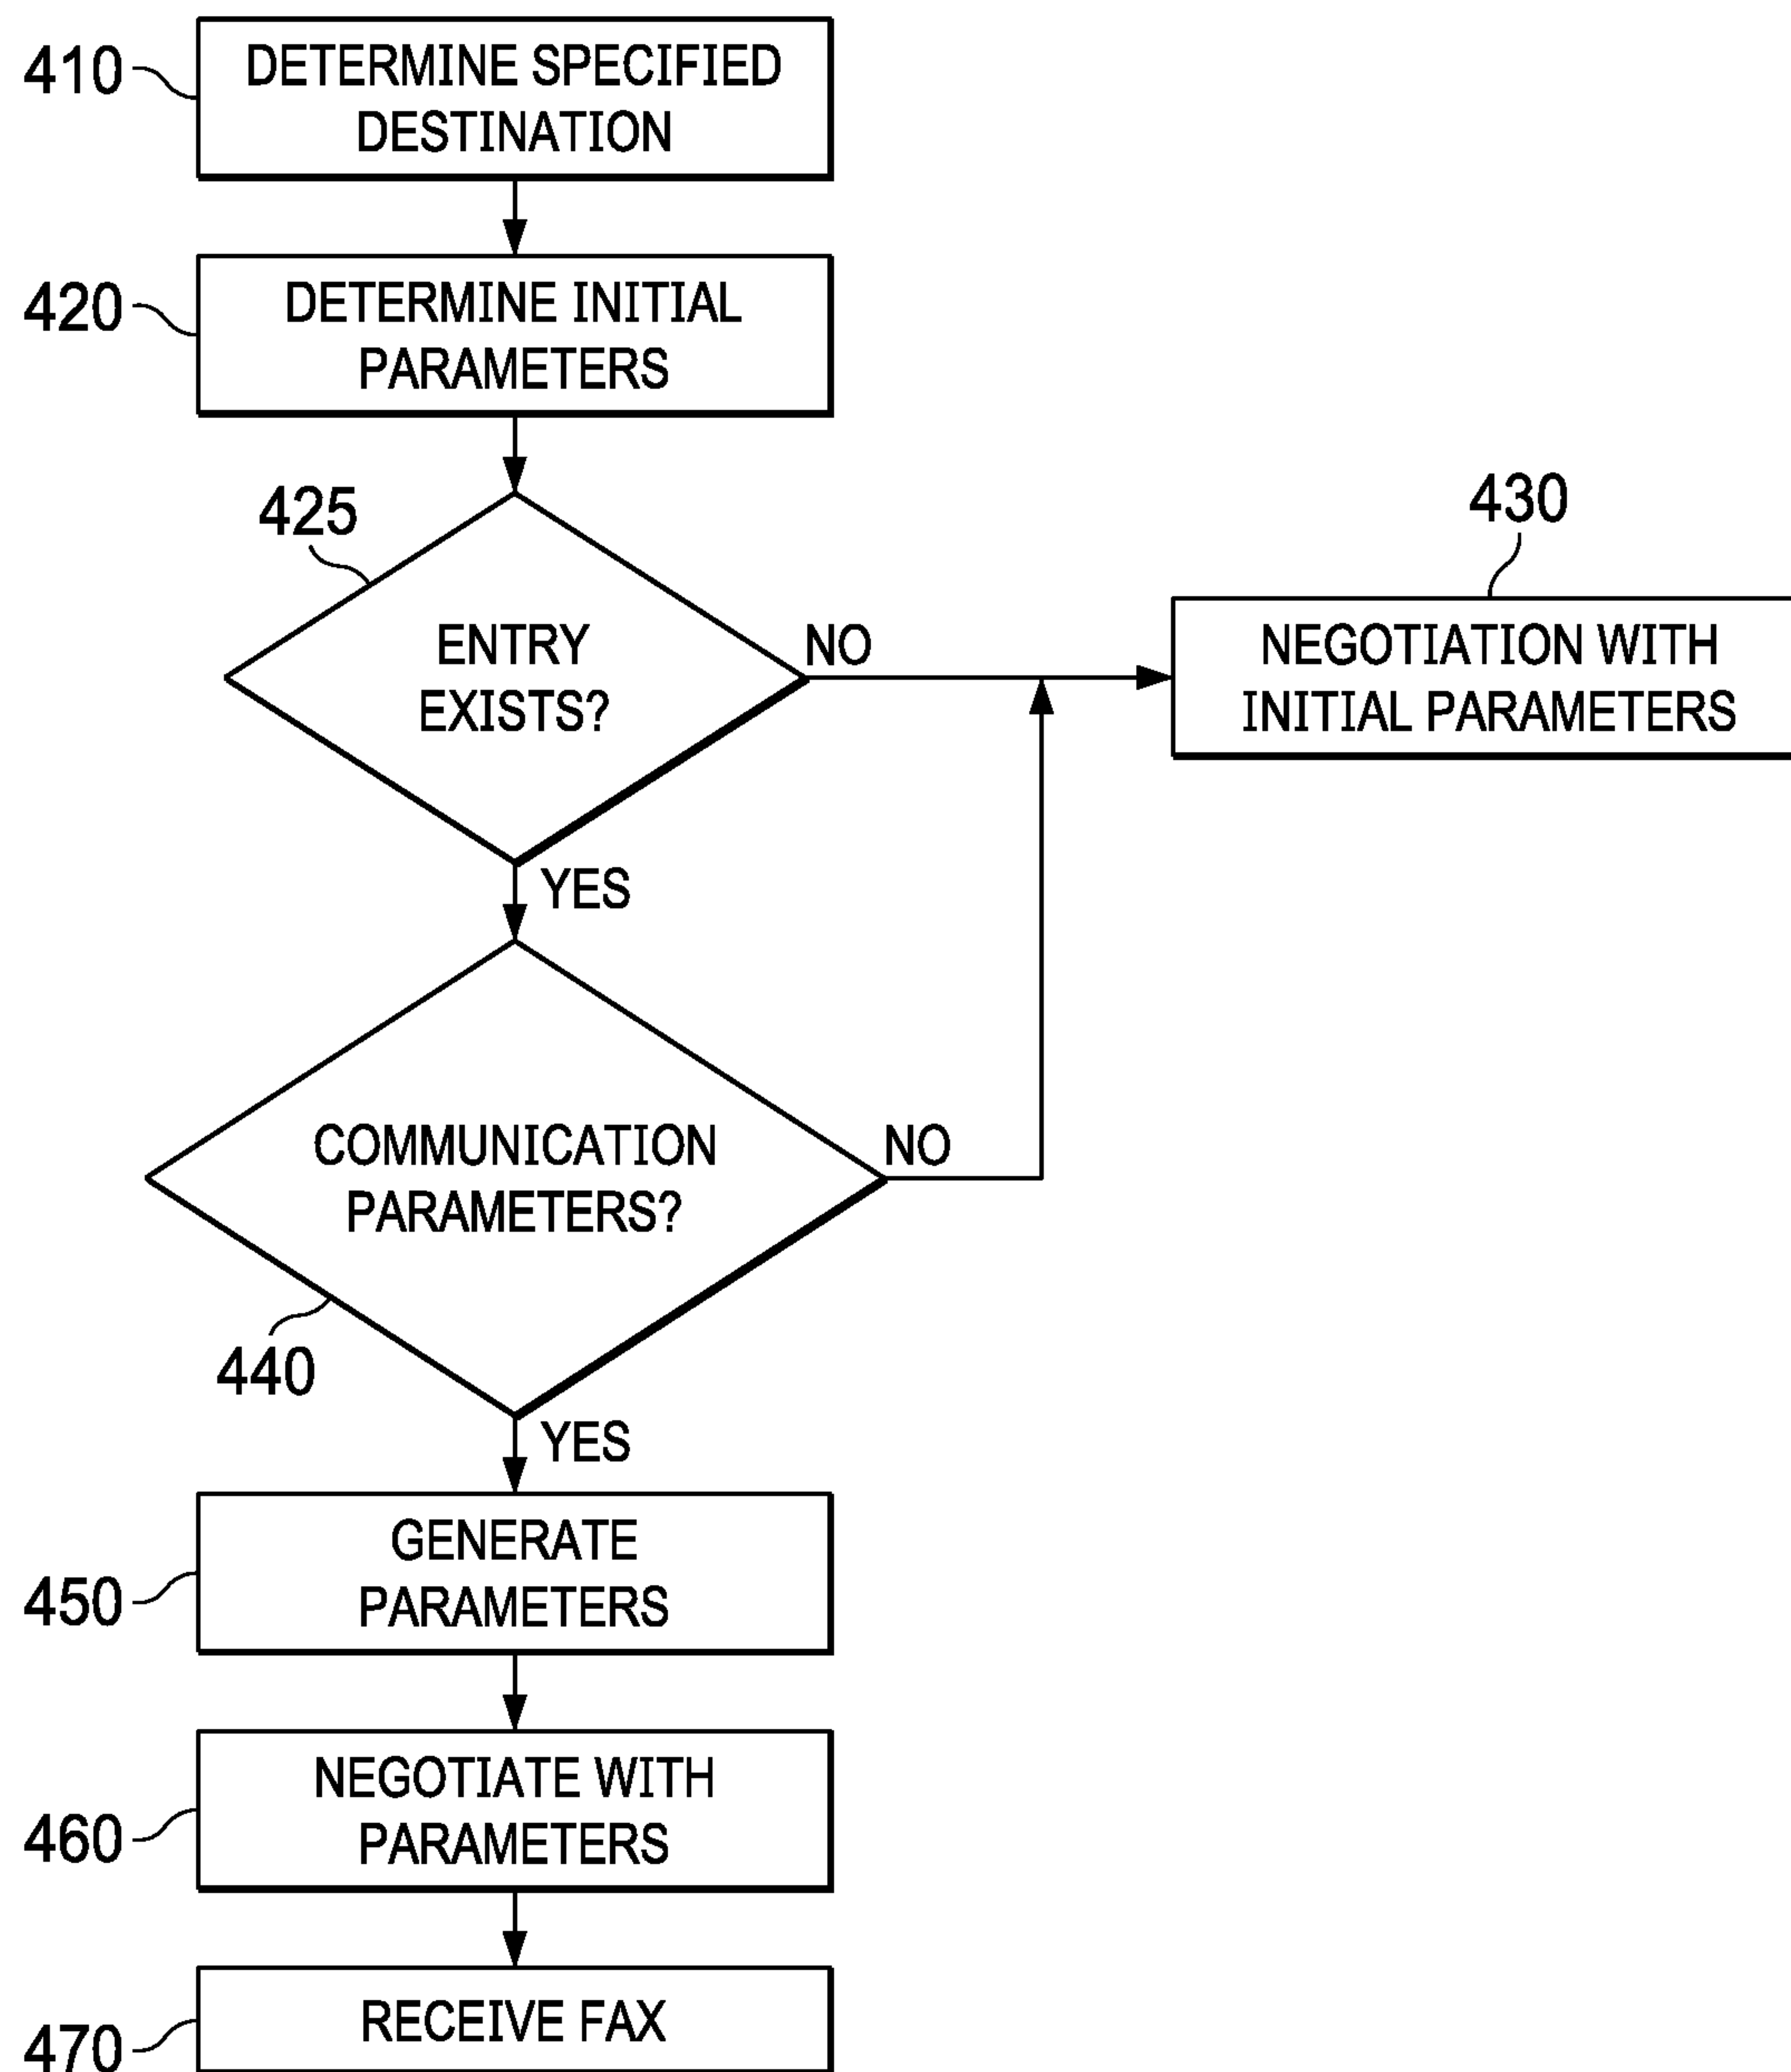 410
DETERMINE SPECIFIED
DESTINATION
420
DETERMINE INITIAL
PARAMETERS
425
ENTRY
EXISTS?
NO
430
NEGOTIATION WITH
INITIAL PARAMETERS
YES
COMMUNICATION
PARAMETERS?
NO
440
YES
450
GENERATE
PARAMETERS
460
NEGOTIATE WITH
PARAMETERS
470
RECEIVE FAX